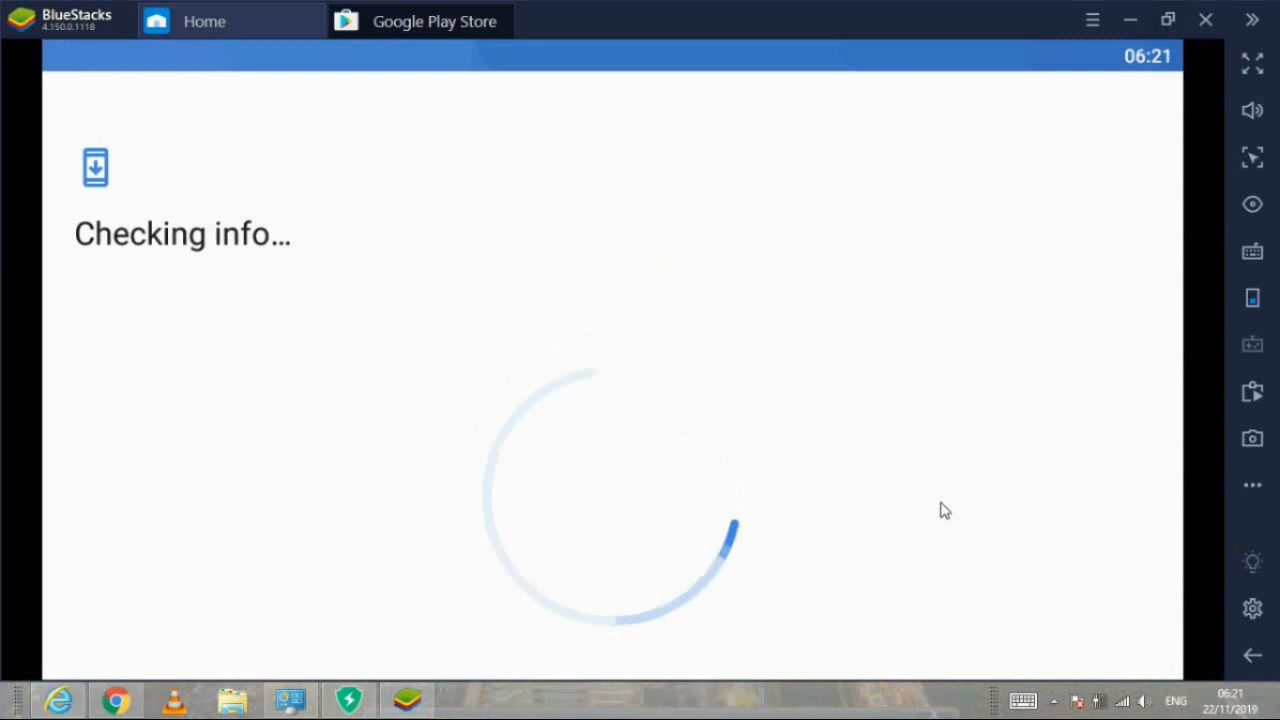 BlueStacks
4.150.0.1118
Home
Google Play Store
06:21
Checking info…
ENG
06:21
22/11/2019